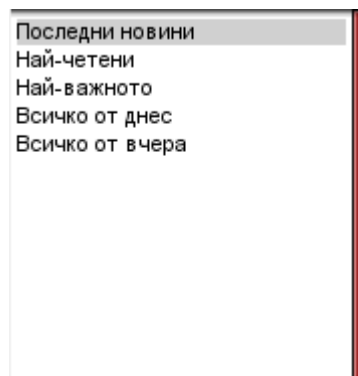 Последни новини
Най-четени
Най-важното
Всичко от днес
Всичко от вчера